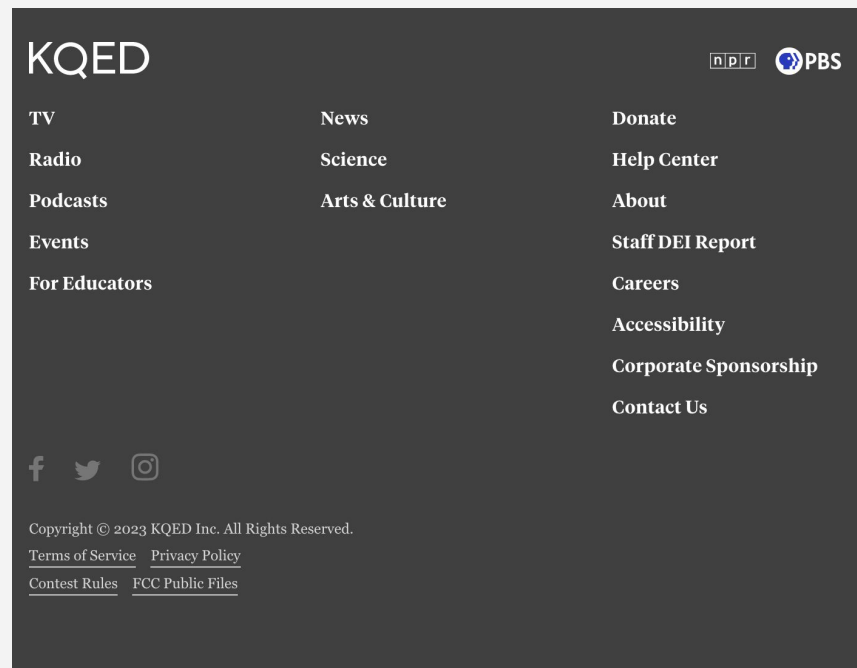 KQED
npr PBS
TV
Radio
Podcasts
Events
For Educators
News
Science
Arts & Culture
Donate
Help Center
About
Staff DEI Report
Careers
Accessibility
Corporate Sponsorship
Contact Us
Copyright © 2023 KQED Inc. All Rights Reserved.
Terms of Service Privacy Policy
Contest Rules FCC Public Files